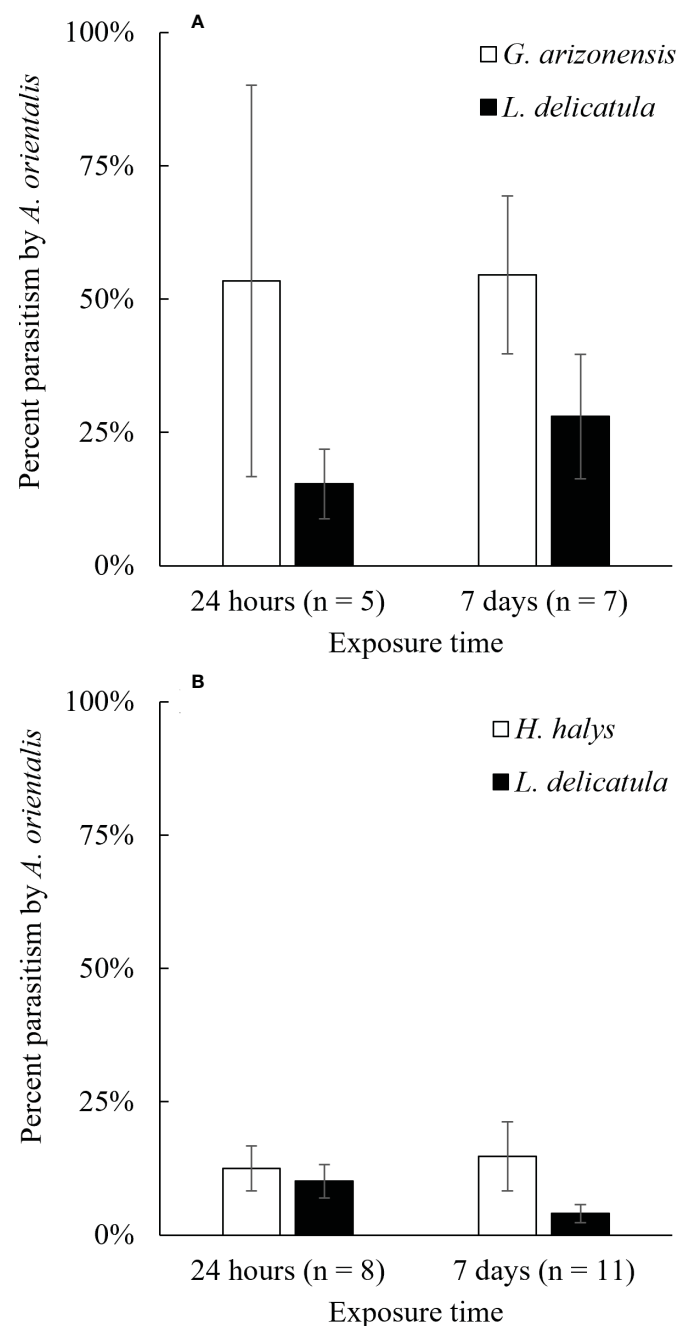 A
100%
G. arizonensis
L. delicatula
75%
50%
25%
0%
Percent parasitism by A. orientalis
24 hours (n = 5) 7 days (n = 7)
Exposure time
B
100%
H. halys
L. delicatula
75%
50%
25%
0%
Percent parasitism by A. orientalis
24 hours (n = 8) 7 days (n = 11)
Exposure time